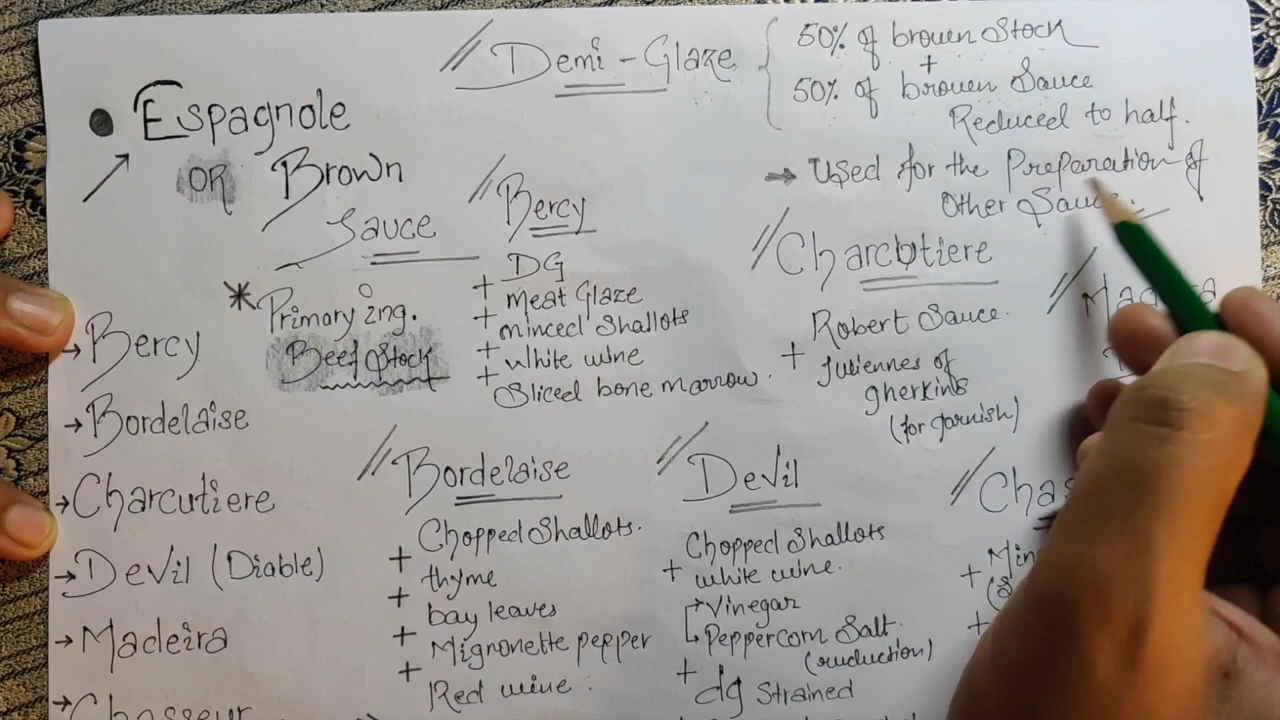 Demi-Glaze
50% of brown Stock
+
50% of brown Sauce
Reduced to half.
Used for the Preparation of
Other Sauce.
Espagnole
OR Brown
Sauce
* Primary ing.
Beef Stock
→ Bercy
→ Bordelaise
→ Charcutiere
→ Devil (Diable)
→ Madeira
→ Chasseur
Bercy
DG
+ Meat Glaze
+ minced Shallots
+ white wine
+ Sliced bone marrow.
Charcutiere
Robert Sauce.
+ Juliennes of
gherkins
(for garnish)
Bordelaise
Chopped Shallots.
+ thyme
+ bay leaves
+ Mignonette pepper
+ Red wine.
Devil
Chopped Shallots
+ white wine.
Vinegar
Peppercorn Salt.
+ dg Strained